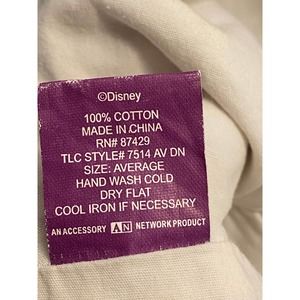 ©Disney
100% COTTON
MADE IN CHINA
RN# 87429
TLC STYLE# 7514 AV DN
SIZE: AVERAGE
HAND WASH COLD
DRY FLAT
COOL IRON IF NECESSARY
AN ACCESSORY AN NETWORK PRODUCT